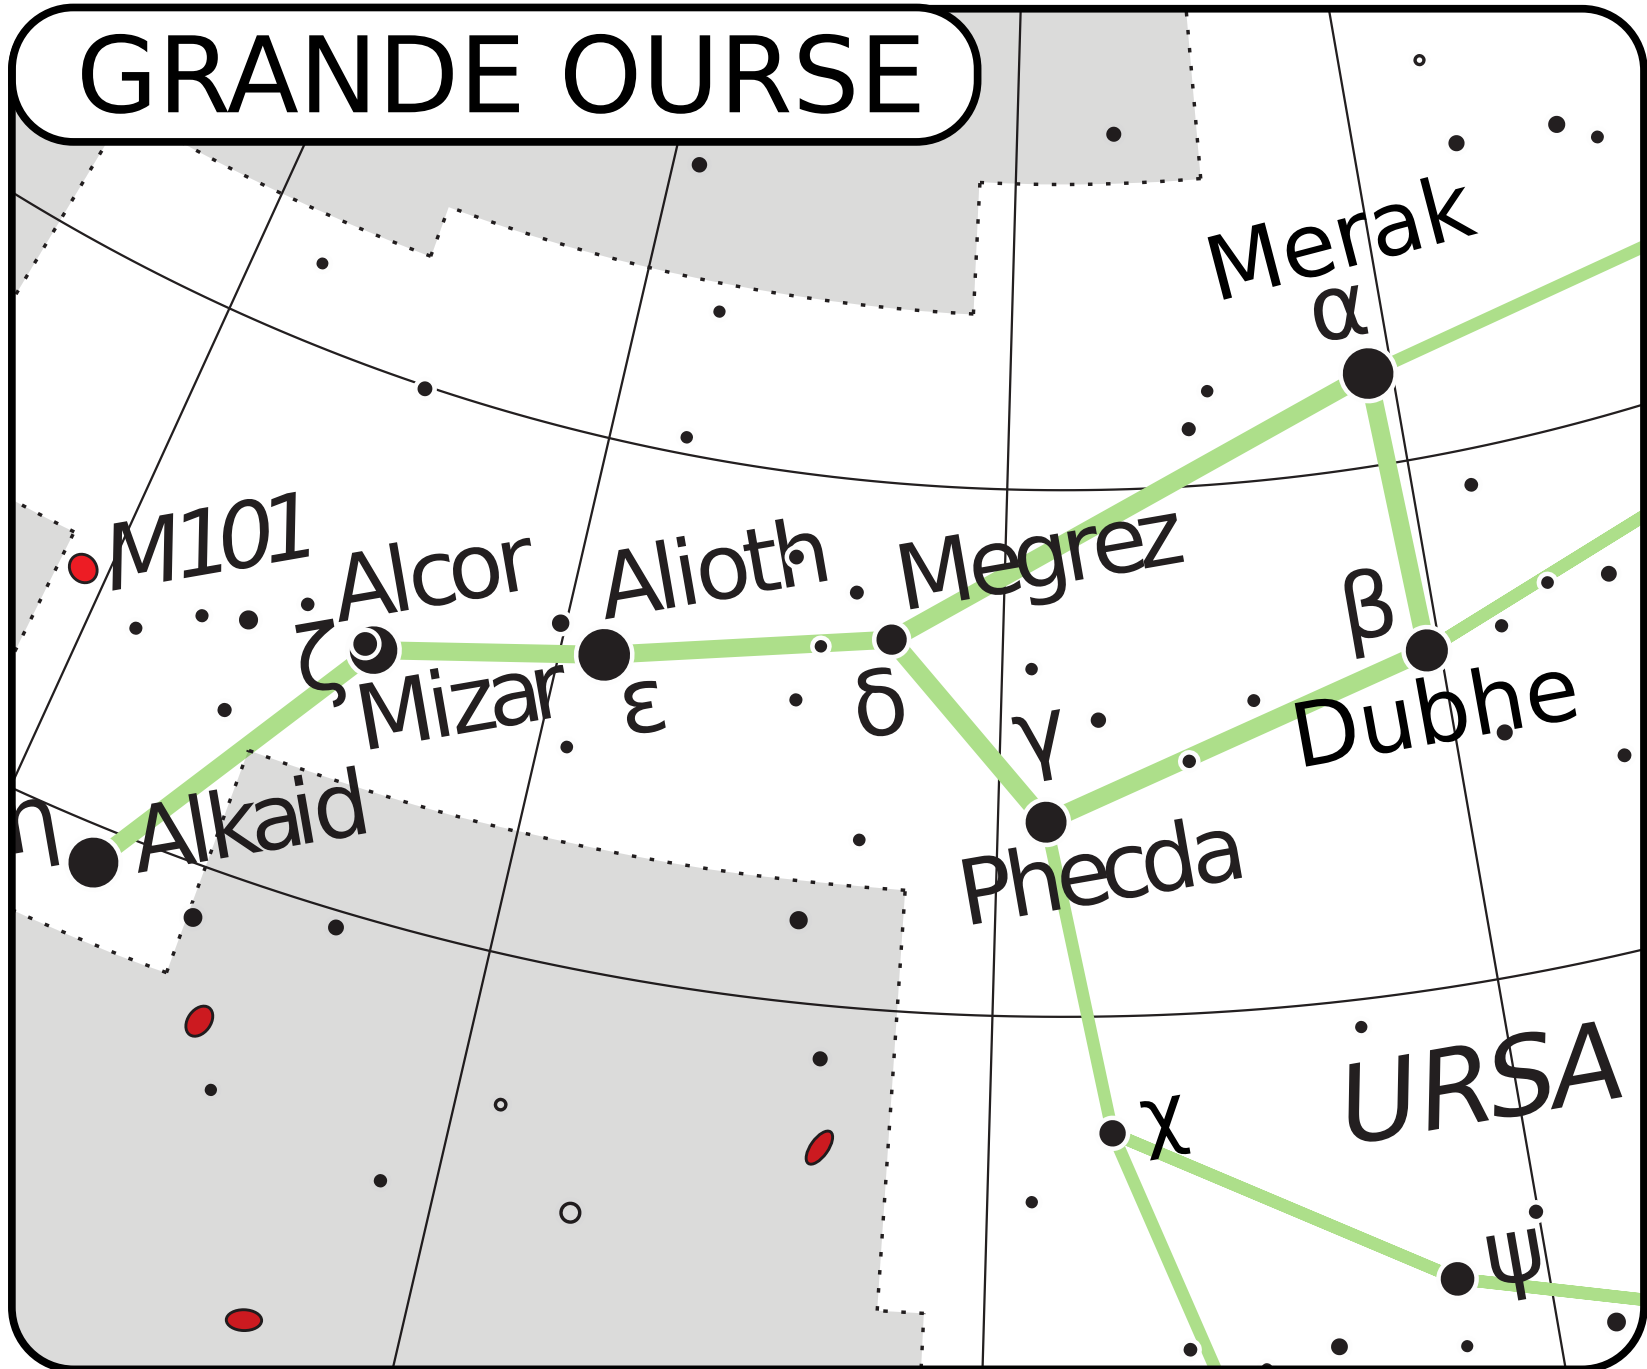 GRANDE OURSE
Merak
α
M101
Alcor
Alioth
Megrez
ζ
Mizar
ε
δ
γ
β
Dubhe
η
Alkaid
Phecda
χ
URSA
ψ